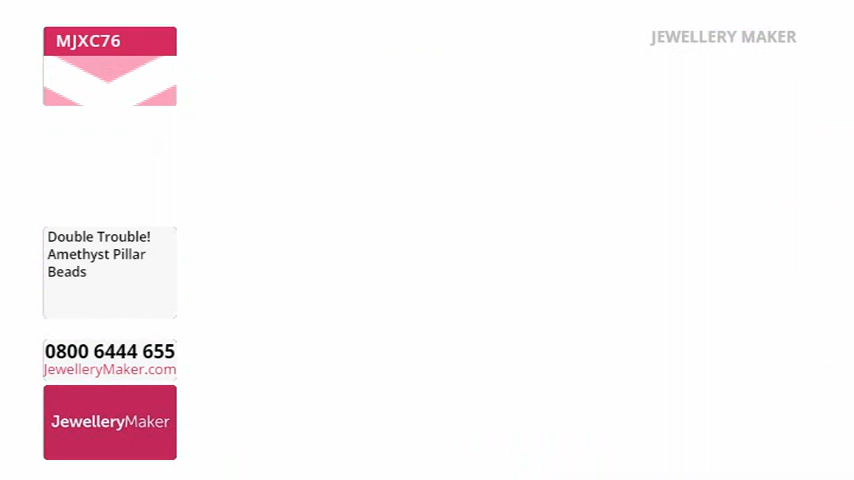 MJXC76
JEWELLERY MAKER
Double Trouble!
Amethyst Pillar
Beads
0800 6444 655
JewelleryMaker.com
JewelleryMaker